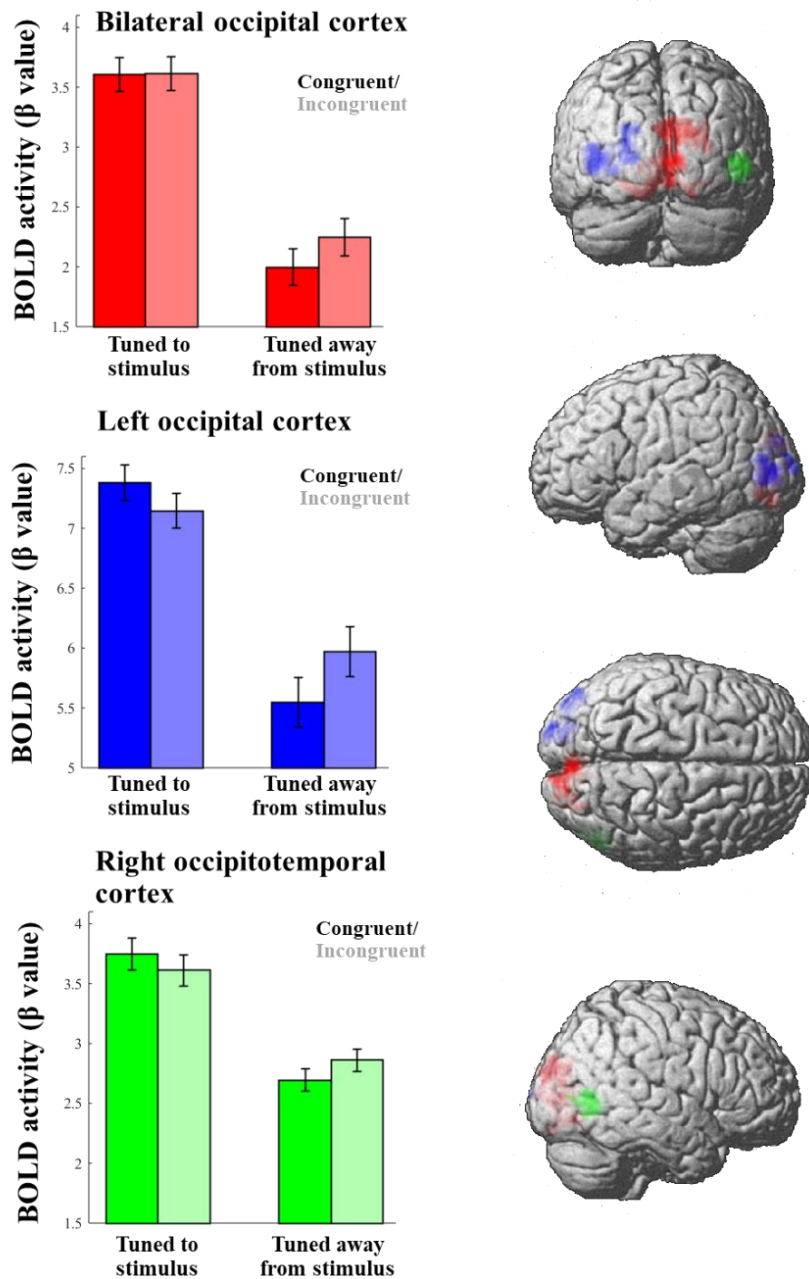 Bilateral occipital cortex
BOLD activity (β value)
4
3.5
3
2.5
2
1.5
Congruent/
Incongruent
Tuned to
stimulus
Tuned away
from stimulus
Left occipital cortex
BOLD activity (β value)
7.5
7
6.5
6
5.5
5
Congruent/
Incongruent
Tuned to
stimulus
Tuned away
from stimulus
Right occipitotemporal
cortex
BOLD activity (β value)
4
3.5
3
2.5
2
1.5
Congruent/
Incongruent
Tuned to
stimulus
Tuned away
from stimulus